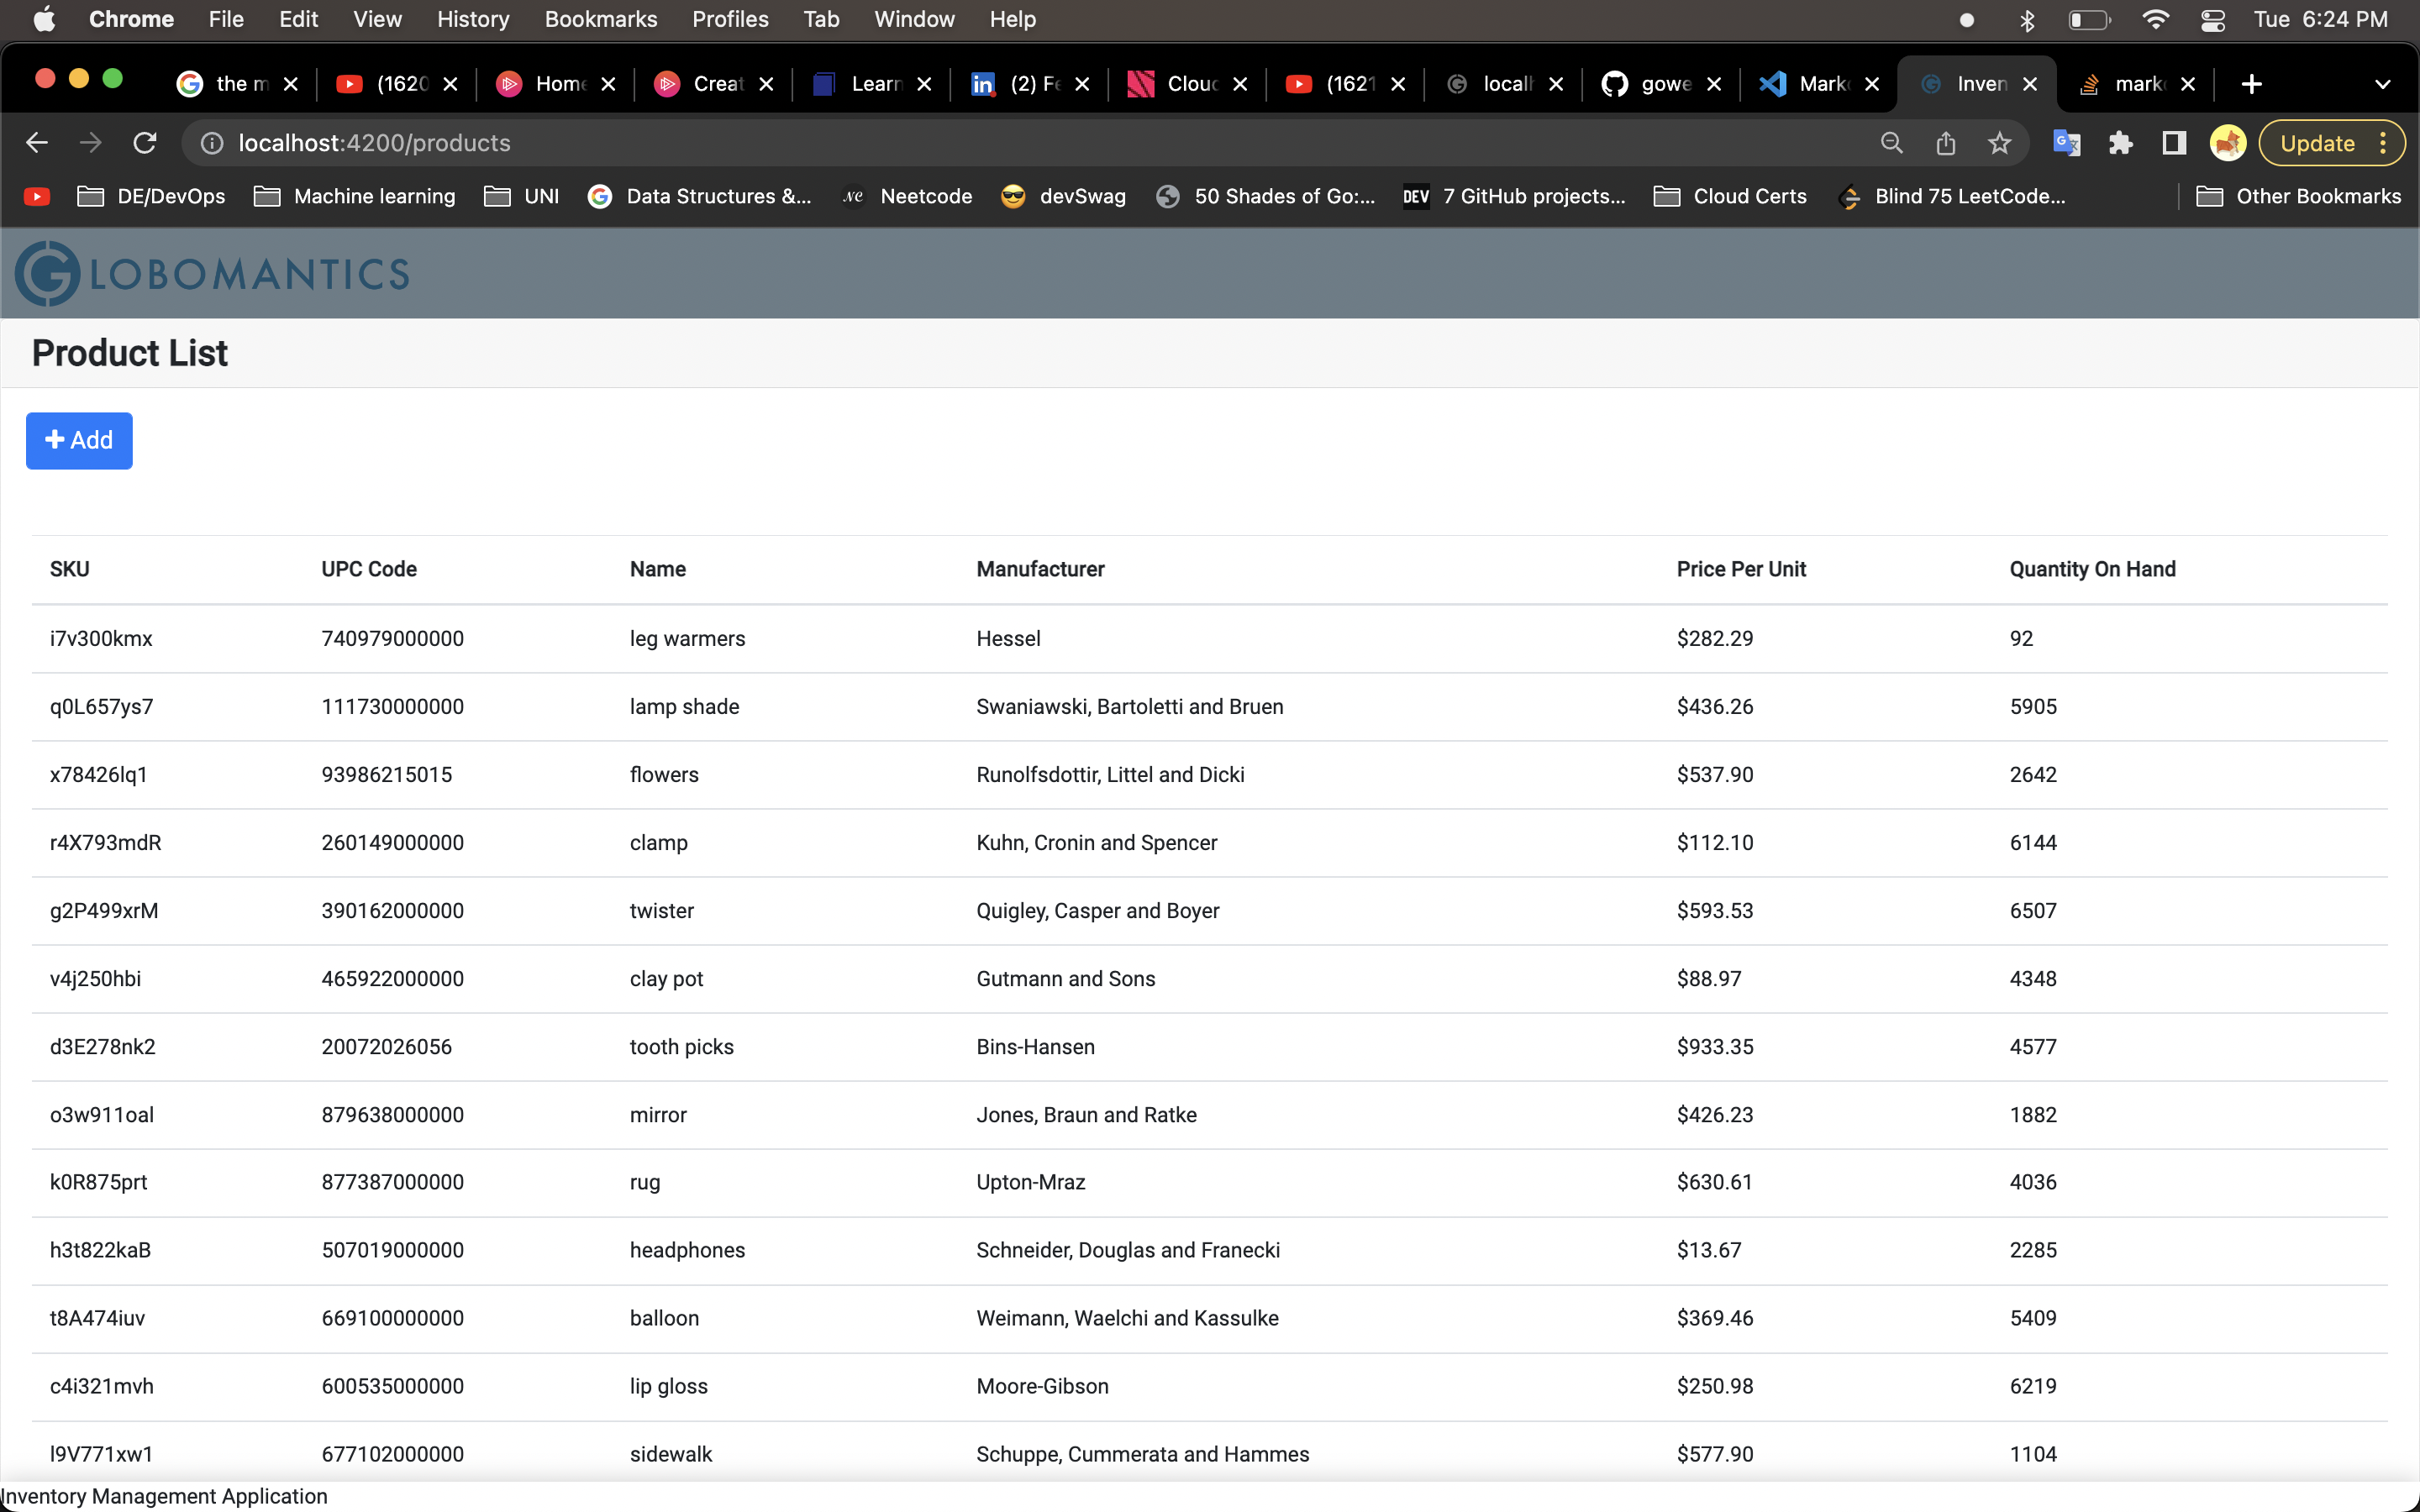 Chrome File Edit View History Bookmarks Profiles Tab Window Help Tue 6:24 PM
the m (1620 Home Creat Learn in (2) Fe Cloud (1621 localh gowe Mark Inven mark
localhost:4200/products Update
DE/DevOps Machine learning UNI Data Structures &... NC Neetcode devSwag 50 Shades of Go:... DEV 7 GitHub projects... Cloud Certs Blind 75 LeetCode... Other Bookmarks
GLOBOMANTICS
Product List
+ Add
SKU UPC Code Name Manufacturer Price Per Unit Quantity On Hand
i7v300kmx 740979000000 leg warmers Hessel $282.29 92
q0L657ys7 111730000000 lamp shade Swaniawski, Bartoletti and Bruen $436.26 5905
x78426lq1 93986215015 flowers Runolfsdottir, Littel and Dicki $537.90 2642
r4X793mdR 260149000000 clamp Kuhn, Cronin and Spencer $112.10 6144
g2P499xrM 390162000000 twister Quigley, Casper and Boyer $593.53 6507
v4j250hbi 465922000000 clay pot Gutmann and Sons $88.97 4348
d3E278nk2 20072026056 tooth picks Bins-Hansen $933.35 4577
o3w911oal 879638000000 mirror Jones, Braun and Ratke $426.23 1882
k0R875prt 877387000000 rug Upton-Mraz $630.61 4036
h3t822kaB 507019000000 headphones Schneider, Douglas and Franecki $13.67 2285
t8A474iuv 669100000000 balloon Weimann, Waelchi and Kassulke $369.46 5409
c4i321mvh 600535000000 lip gloss Moore-Gibson $250.98 6219
l9V771xw1 677102000000 sidewalk Schuppe, Cummerata and Hammes $577.90 1104
Inventory Management Application